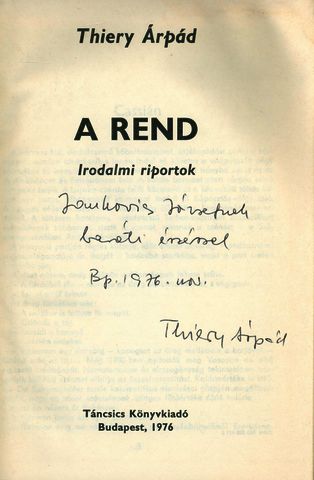 Thiery Árpád
A REND
Irodalmi riportok
Jankovics Józsefnek
baráti érzéssel
Bp. 1976. nov.
Thiery Árpád
Táncsics Könyvkiadó
Budapest, 1976